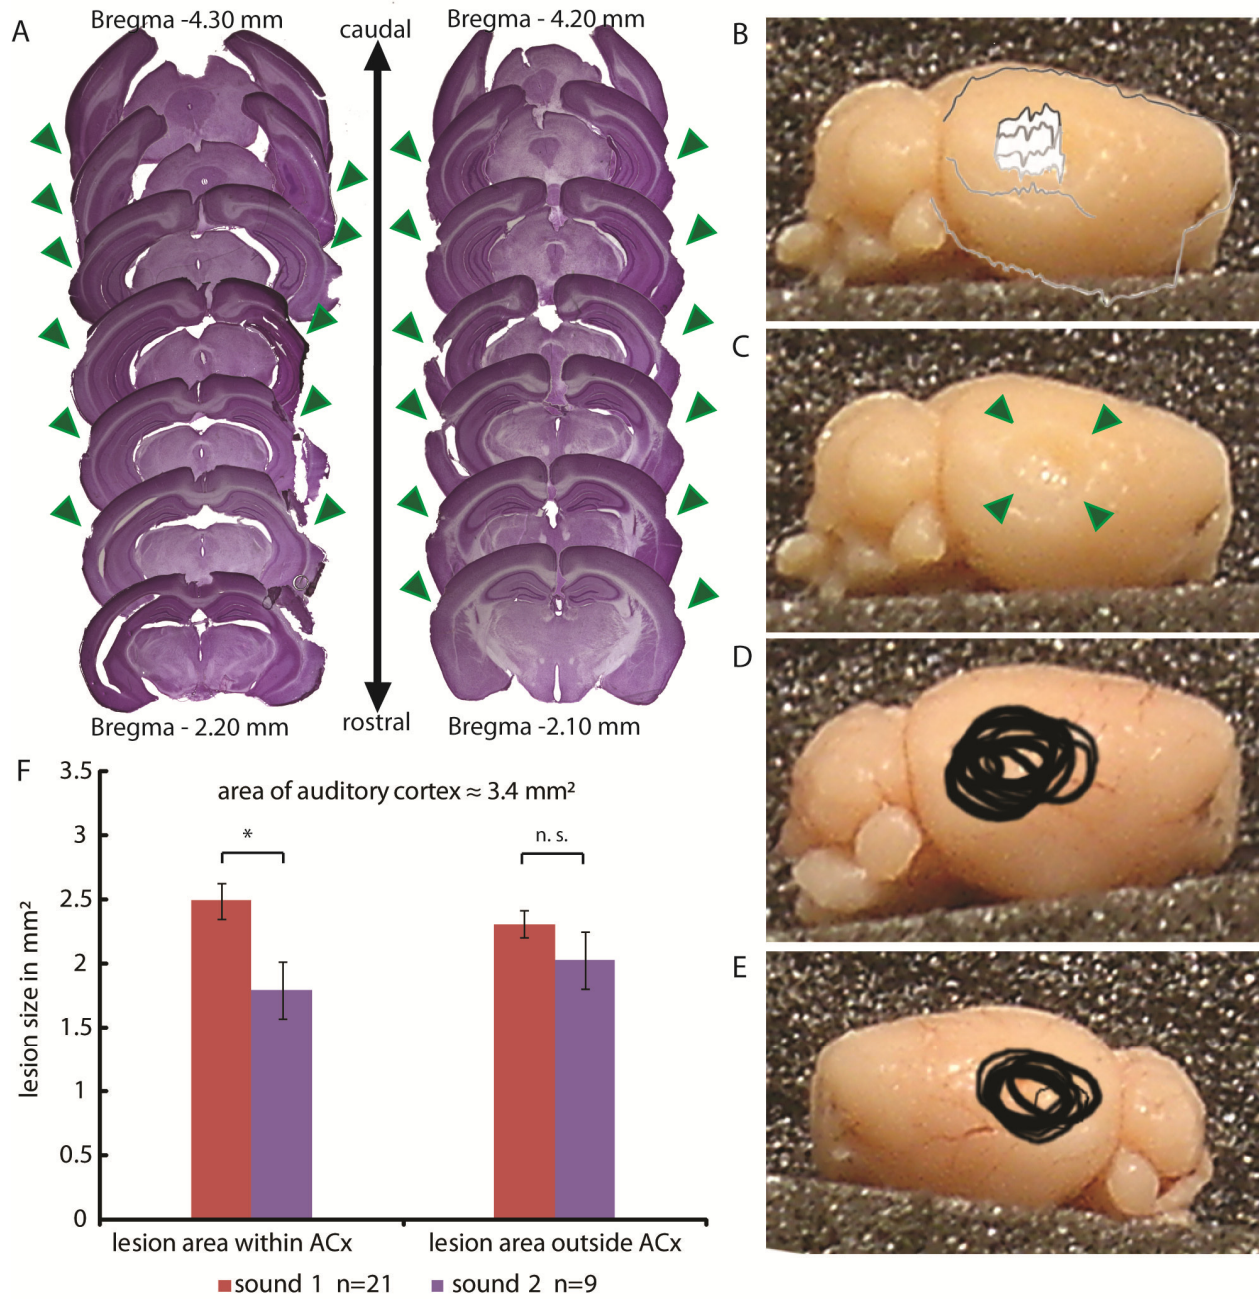 A
Bregma -4.30 mm
caudal
Bregma - 4.20 mm
Bregma - 2.20 mm
rostral
Bregma -2.10 mm
B
C
D
E
F
area of auditory cortex ≈ 3.4 mm²
*
n. s.
lesion size in mm²
3.5
3
2.5
2
1.5
1
0.5
0
lesion area within ACx
lesion area outside ACx
sound 1 n=21
sound 2 n=9